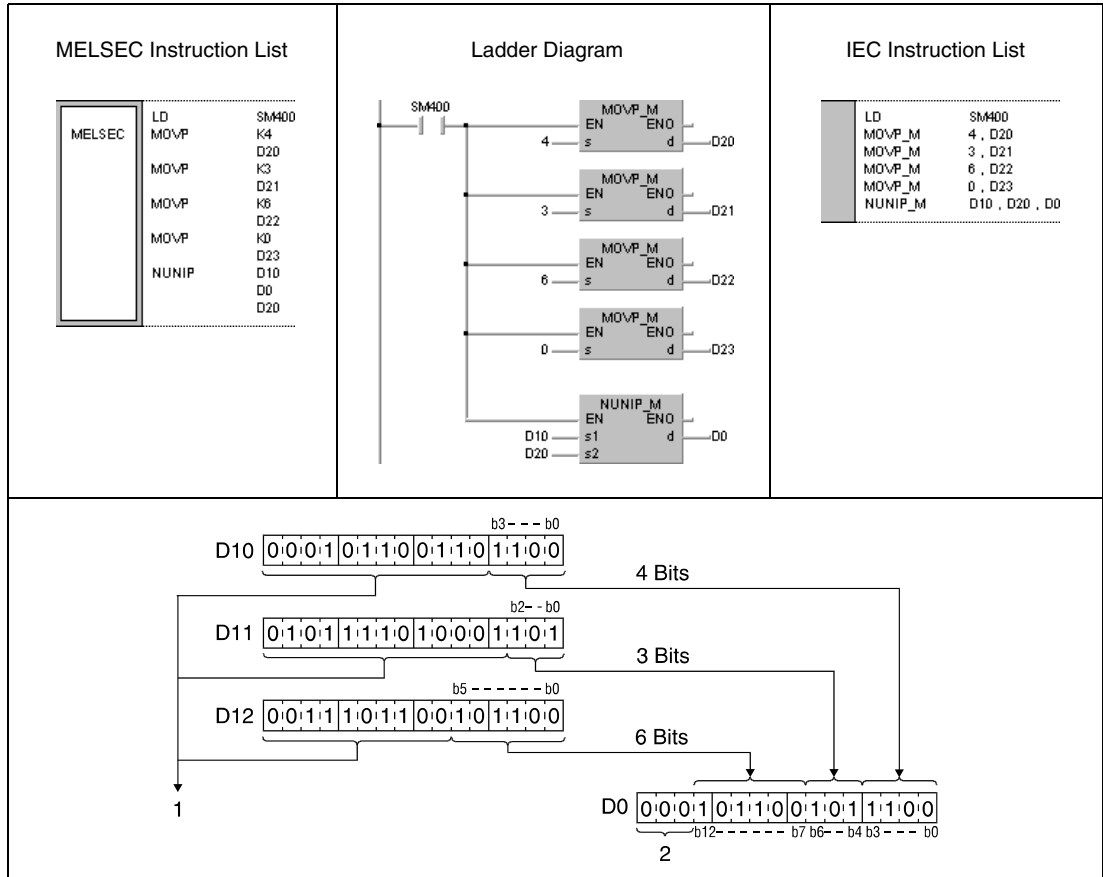 MELSEC Instruction List
MELSEC
LD SM400
MOVP K4
D20
MOVP K3
D21
MOVP K6
D22
MOVP K0
D23
NUNIP D10
D0
D20
Ladder Diagram
SM400
MOVP_M
EN ENO
4 s d D20
MOVP_M
EN ENO
3 s d D21
MOVP_M
EN ENO
6 s d D22
MOVP_M
EN ENO
0 s d D23
NUNIP_M
EN ENO
D10 s1 d D0
D20 s2
IEC Instruction List
LD SM400
MOVP_M 4 , D20
MOVP_M 3 , D21
MOVP_M 6 , D22
MOVP_M 0 , D23
NUNIP_M D10 , D20 , D0
b3 - - - b0
D10 0 0 0 1 0 1 1 0 0 1 1 0 1 1 0 0
4 Bits
b2 - - b0
D11 0 1 0 1 1 1 1 0 1 0 0 0 1 1 0 1
3 Bits
b5 - - - - - - b0
D12 0 0 1 1 1 0 1 1 0 0 1 0 1 1 0 0
6 Bits
1
D0 0 0 0 1 0 1 1 0 0 1 0 1 1 1 0 0
b12 - - - - - - b7 b6 - - b4 b3 - - - b0
2